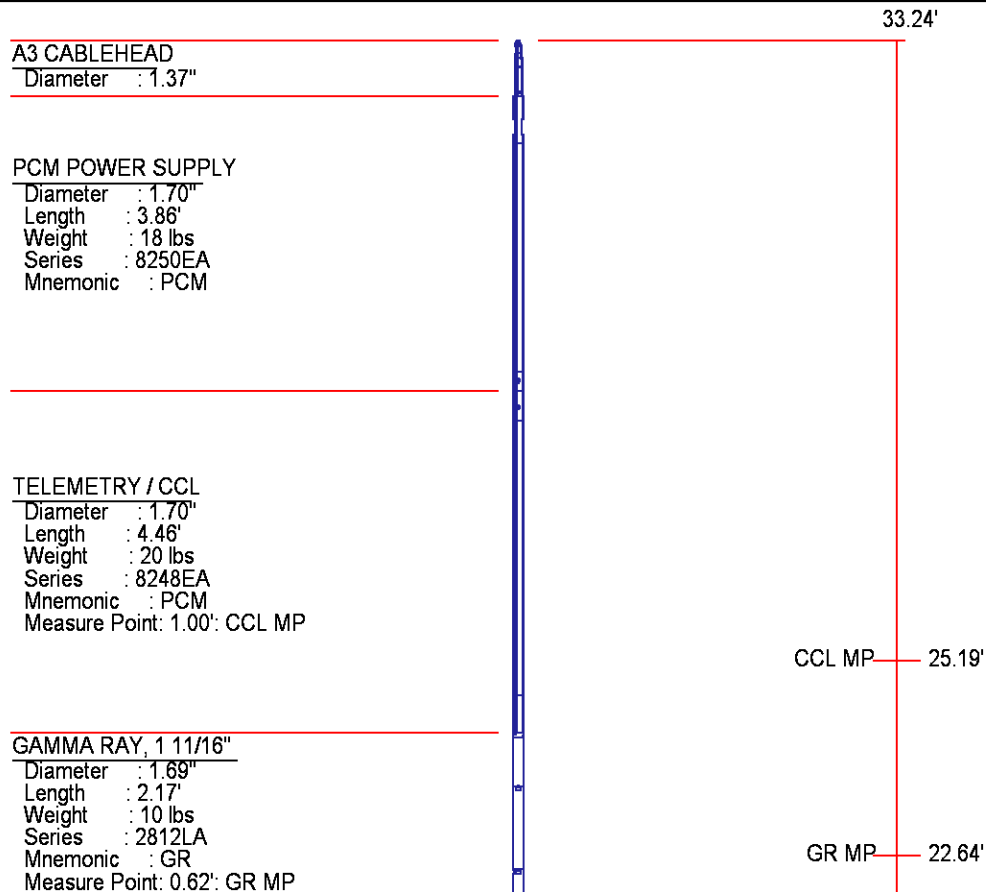 33.24'
A3 CABLEHEAD
Diameter : 1.37"
PCM POWER SUPPLY
Diameter : 1.70"
Length : 3.86'
Weight : 18 lbs
Series : 8250EA
Mnemonic : PCM
TELEMETRY / CCL
Diameter : 1.70"
Length : 4.46'
Weight : 20 lbs
Series : 8248EA
Mnemonic : PCM
Measure Point: 1.00': CCL MP
CCL MP 25.19'
GAMMA RAY, 1 11/16"
Diameter : 1.69"
Length : 2.17'
Weight : 10 lbs
Series : 2812LA
Mnemonic : GR
Measure Point: 0.62': GR MP
GR MP 22.64'